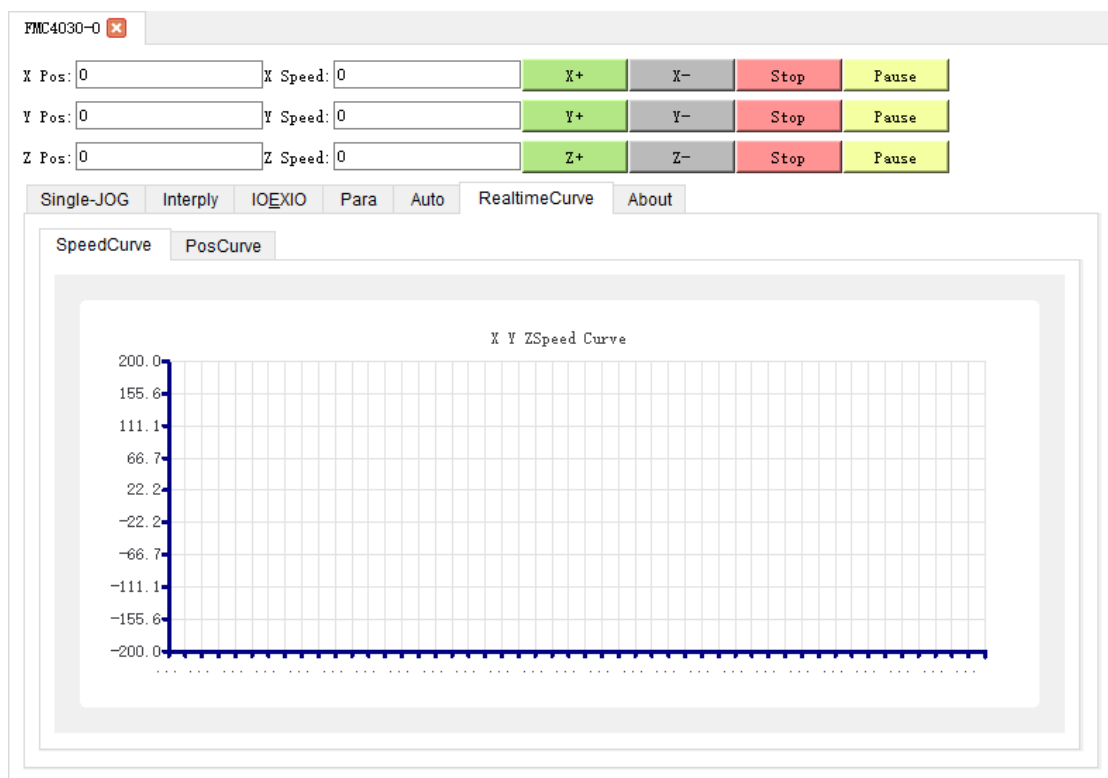 FMC4030-0
X Pos: 0 X Speed: 0 X+ X- Stop Pause
Y Pos: 0 Y Speed: 0 Y+ Y- Stop Pause
Z Pos: 0 Z Speed: 0 Z+ Z- Stop Pause
Single-JOG Interply IOEXIO Para Auto RealtimeCurve About
SpeedCurve PosCurve
X Y ZSpeed Curve
200.0
155.6
111.1
66.7
22.2
-22.2
-66.7
-111.1
-155.6
-200.0
... ... ... ... ... ... ... ... ... ... ... ... ... ... ... ... ... ... ... ... ... ... ... ... ...